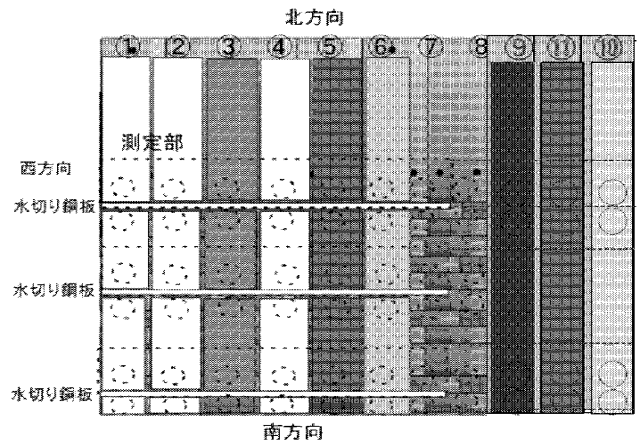 北方向
① ② ③ ④ ⑤ ⑥ ⑦ ⑧ ⑨ ⑪ ⑩
測定部
西方向
水切り鋼板
水切り鋼板
水切り鋼板
南方向